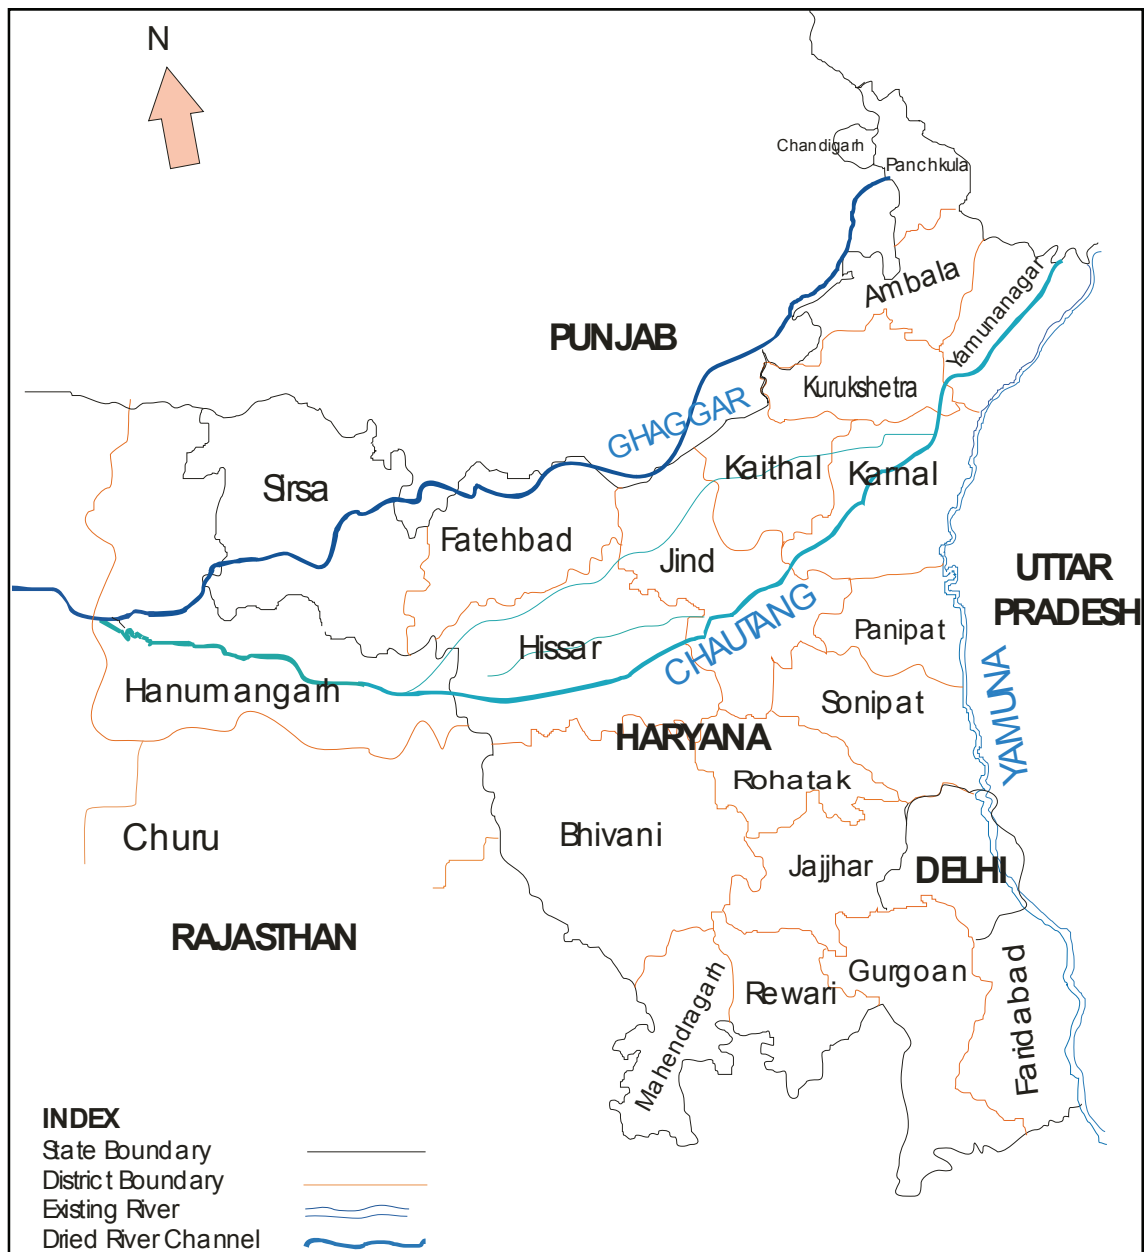 N
Chandigarh
Panchkula
Ambala
Yamunanagar
PUNJAB
Kurukshetra
GHAGGAR
Kaithal
Karnal
Sirsa
Fatehbad
Jind
UTTAR
PRADESH
CHAUTANG
Panipat
Hissar
Hanumangarh
Sonipat
YAMUNA
HARYANA
Rohatak
Churu
Bhivani
Jajjhar
DELHI
RAJASTHAN
Mahendragarh
Rewari
Gurgoan
Faridabad
INDEX
State Boundary
District Boundary
Existing River
Dried River Channel